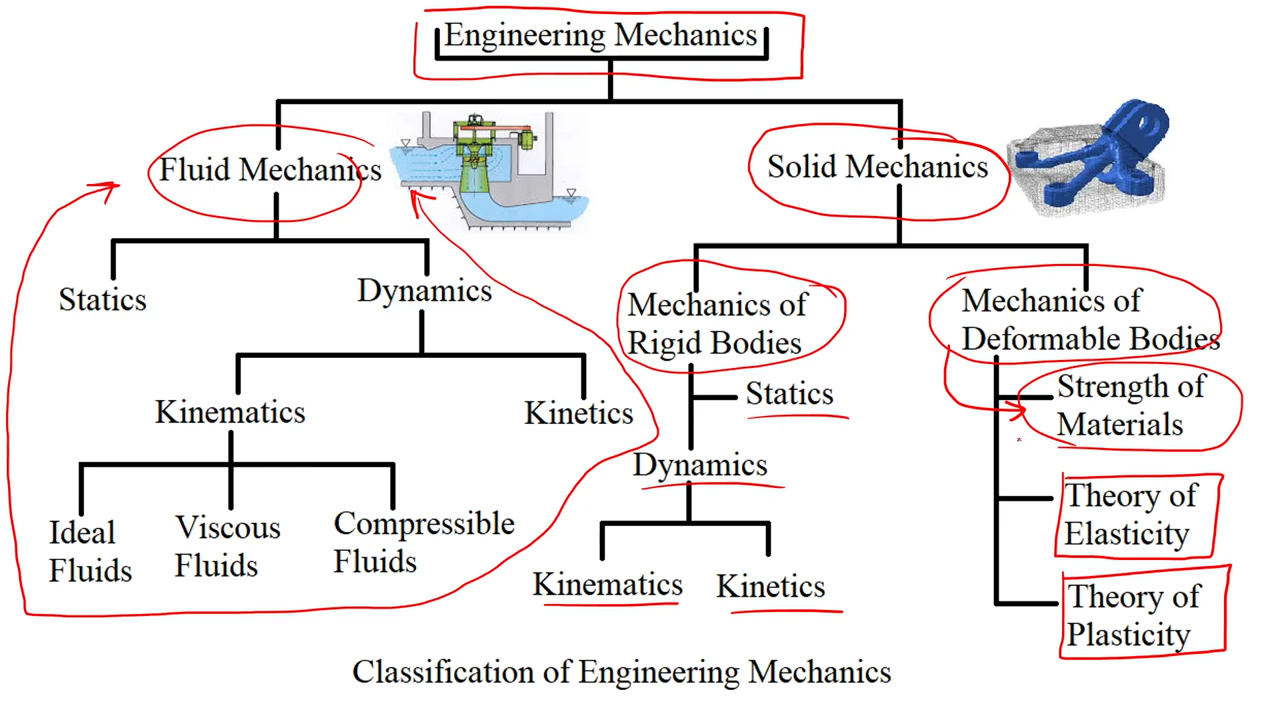 Engineering Mechanics
Fluid Mechanics
Solid Mechanics
Statics
Dynamics
Mechanics of
Rigid Bodies
Mechanics of
Deformable Bodies
Kinematics
Kinetics
Statics
Strength of
Materials
Dynamics
Ideal
Fluids
Viscous
Fluids
Compressible
Fluids
Theory of
Elasticity
Kinematics
Kinetics
Theory of
Plasticity
Classification of Engineering Mechanics